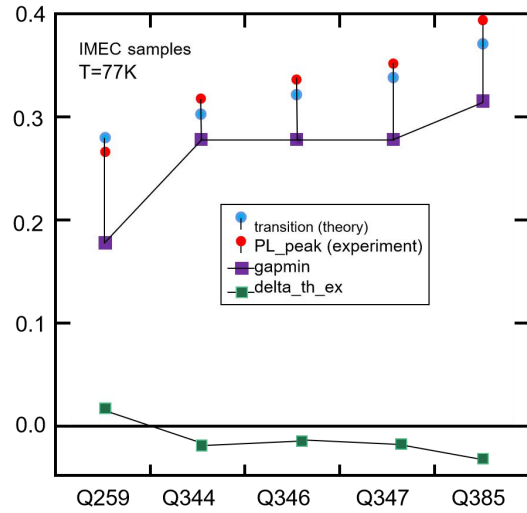 0.4
IMEC samples
T=77K
0.3
0.2
transition (theory)
PL_peak (experiment)
gapmin
delta_th_ex
0.1
0.0
Q259 Q344 Q346 Q347 Q385